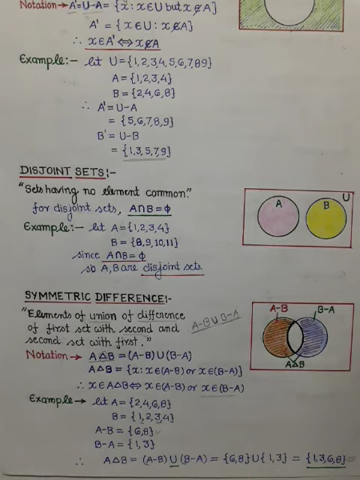 Notation→ A'=U-A= {x: x∈U but x∉A}
A' = {x∈U: x∉A}
∴ x∈A' ⇔ x∉A
Example:- let U={1,2,3,4,5,6,7,8,9}
A={1,2,3,4}
B={2,4,6,8}
∴ A'=U-A
= {5,6,7,8,9}
B'=U-B
= {1,3,5,7,9}
DISJOINT SETS:-
"Sets having no element common."
for disjoint sets, A∩B=ϕ
Example:- let A={1,2,3,4}
B={8,9,10,11}
since A∩B=ϕ
so A,B are disjoint sets
U
A B
SYMMETRIC DIFFERENCE:-
"Elements of union of difference
of first set with second and
second set with first."
A-B∪B-A
A-B B-A
AΔB
Notation→ AΔB=(A-B)∪(B-A)
AΔB={x: x∈(A-B) or x∈(B-A)}
∴ x∈AΔB⇔x∈(A-B) or x∈(B-A)
Example→ let A={2,4,6,8}
B={1,2,3,4}
A-B={6,8}
B-A={1,3}
∴ AΔB=(A-B)∪(B-A)={6,8}∪{1,3}={1,3,6,8}